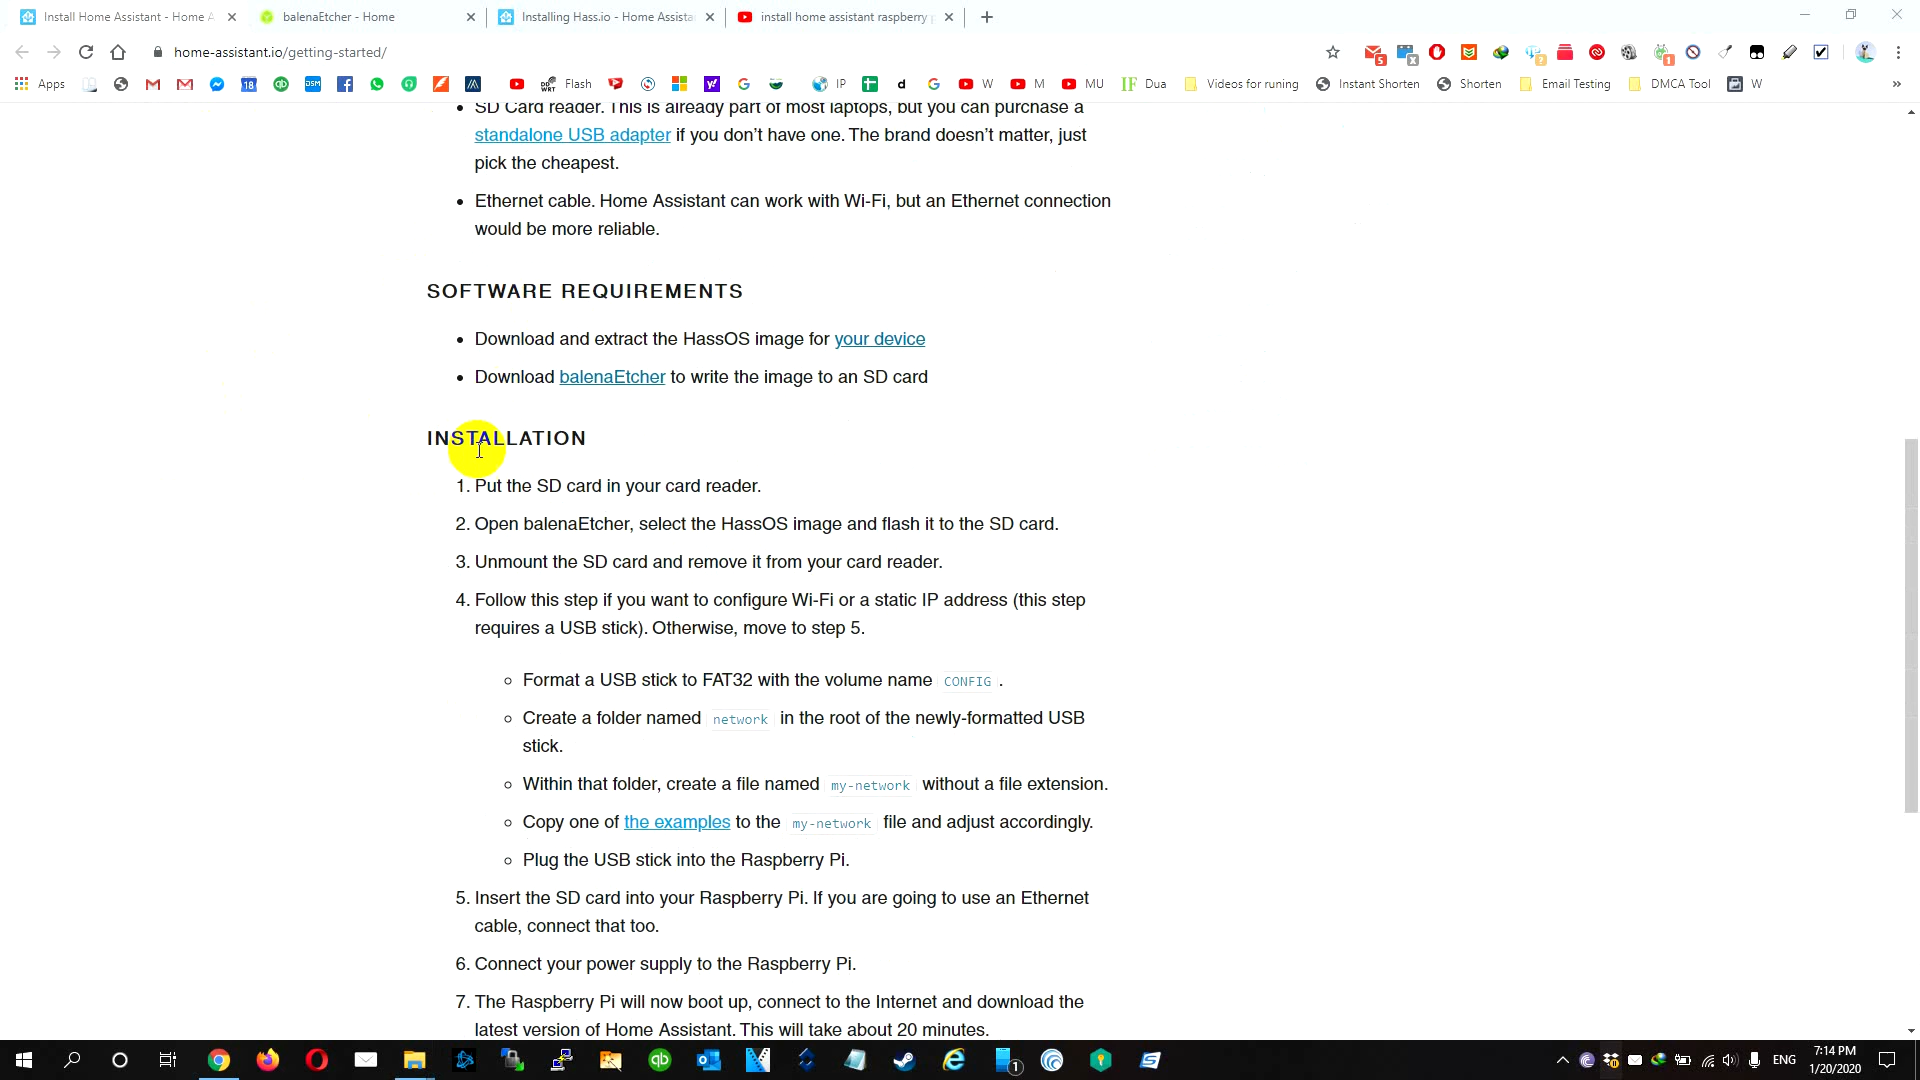 Install Home Assistant - Home A
balenaEtcher - Home
Installing Hass.io - Home Assista
install home assistant raspberry
home-assistant.io/getting-started/
Apps
Flash
IP
W
M
MU
Dua
Videos for runing
Instant Shorten
Shorten
Email Testing
DMCA Tool
W
SD Card reader. This is already part of most laptops, but you can purchase a
standalone USB adapter if you don’t have one. The brand doesn’t matter, just
pick the cheapest.
Ethernet cable. Home Assistant can work with Wi-Fi, but an Ethernet connection
would be more reliable.
SOFTWARE REQUIREMENTS
Download and extract the HassOS image for your device
Download balenaEtcher to write the image to an SD card
INSTALLATION
1. Put the SD card in your card reader.
2. Open balenaEtcher, select the HassOS image and flash it to the SD card.
3. Unmount the SD card and remove it from your card reader.
4. Follow this step if you want to configure Wi-Fi or a static IP address (this step
requires a USB stick). Otherwise, move to step 5.
Format a USB stick to FAT32 with the volume name CONFIG .
Create a folder named network in the root of the newly-formatted USB
stick.
Within that folder, create a file named my-network without a file extension.
Copy one of the examples to the my-network file and adjust accordingly.
Plug the USB stick into the Raspberry Pi.
5. Insert the SD card into your Raspberry Pi. If you are going to use an Ethernet
cable, connect that too.
6. Connect your power supply to the Raspberry Pi.
7. The Raspberry Pi will now boot up, connect to the Internet and download the
latest version of Home Assistant. This will take about 20 minutes.
ENG
7:14 PM
1/20/2020